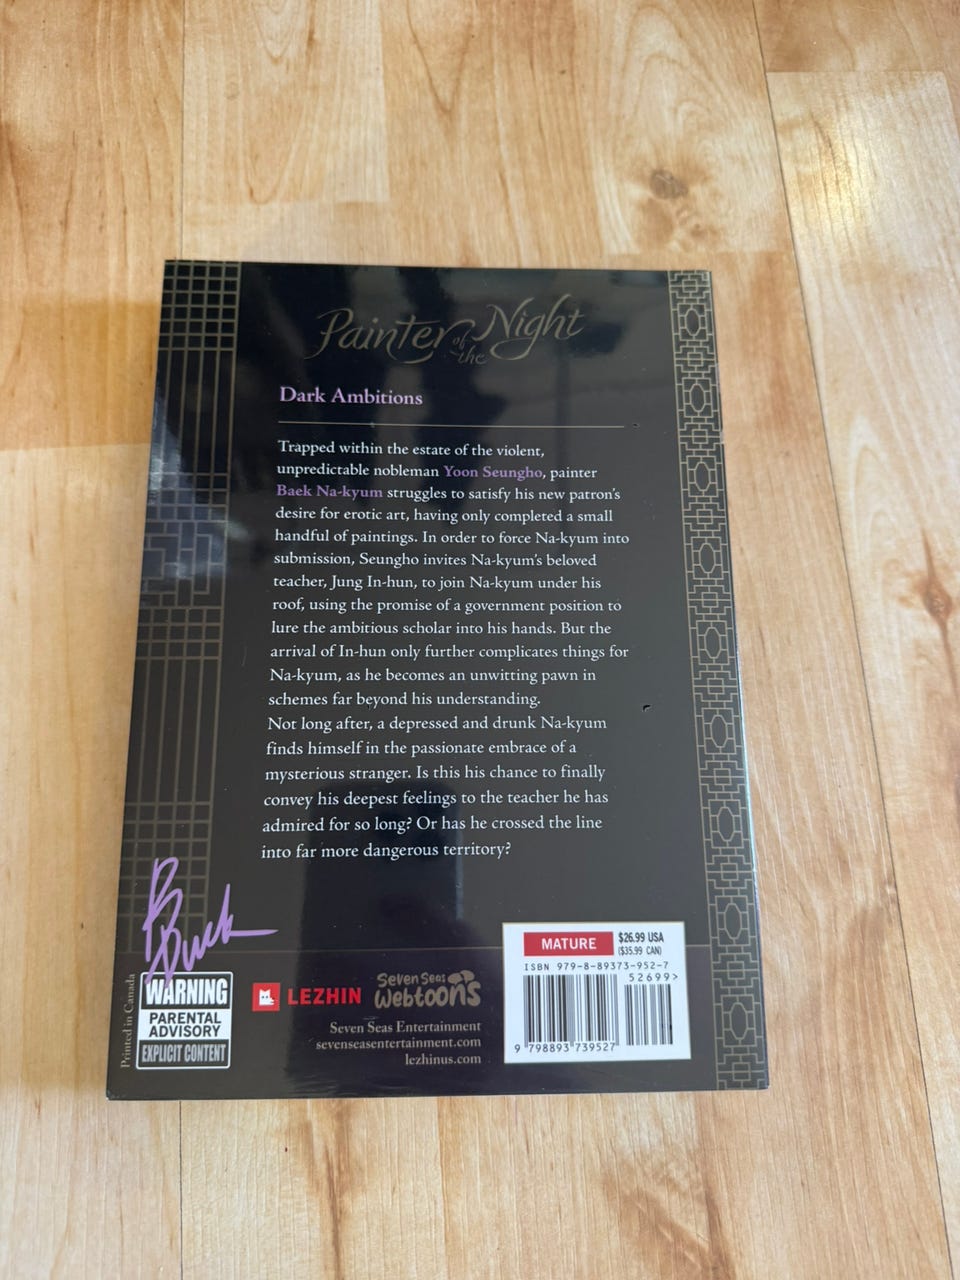 Painter of the Night
Dark Ambitions
Trapped within the estate of the violent,
unpredictable nobleman Yoon Seungho, painter
Baek Na-kyum struggles to satisfy his new patron's
desire for erotic art, having only completed a small
handful of paintings. In order to force Na-kyum into
submission, Seungho invites Na-kyum's beloved
teacher, Jung In-hun, to join Na-kyum under his
roof, using the promise of a government position to
lure the ambitious scholar into his hands. But the
arrival of In-hun only further complicates things for
Na-kyum, as he becomes an unwitting pawn in
schemes far beyond his understanding.
Not long after, a depressed and drunk Na-kyum
finds himself in the passionate embrace of a
mysterious stranger. Is this his chance to finally
convey his deepest feelings to the teacher he has
admired for so long? Or has he crossed the line
into far more dangerous territory?
Printed in Canada
WARNING
PARENTAL
ADVISORY
EXPLICIT CONTENT
LEZHIN
Seven Seas
webtoons
Seven Seas Entertainment
sevenseasentertainment.com
lezhinus.com
MATURE
$26.99 USA
($35.99 CAN)
ISBN 979-8-89373-952-7
52699>
9 798893 739527